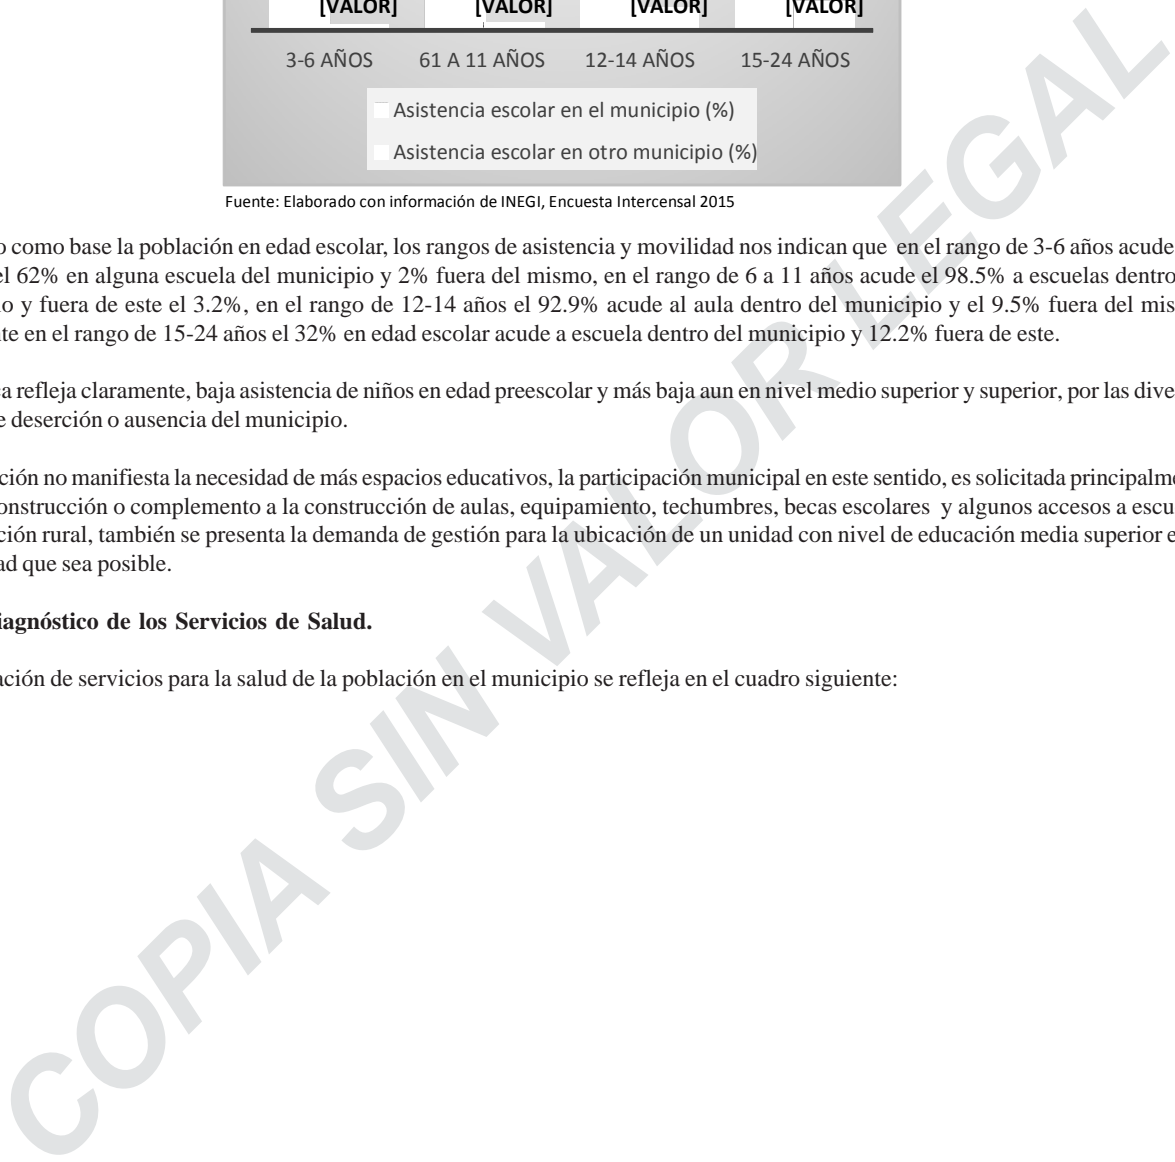 [VALOR] [VALOR] [VALOR] [VALOR]
3-6 AÑOS 61 A 11 AÑOS 12-14 AÑOS 15-24 AÑOS
Asistencia escolar en el municipio (%)
Asistencia escolar en otro municipio (%)
Fuente: Elaborado con información de INEGI, Encuesta Intercensal 2015
como base la población en edad escolar, los rangos de asistencia y movilidad nos indican que en el rango de 3-6 años acude
el 62% en alguna escuela del municipio y 2% fuera del mismo, en el rango de 6 a 11 años acude el 98.5% a escuelas dentro
y fuera de este el 3.2%, en el rango de 12-14 años el 92.9% acude al aula dentro del municipio y el 9.5% fuera del mis
en el rango de 15-24 años el 32% en edad escolar acude a escuela dentro del municipio y 12.2% fuera de este.
refleja claramente, baja asistencia de niños en edad preescolar y más baja aun en nivel medio superior y superior, por las dive
deserción o ausencia del municipio.
ción no manifiesta la necesidad de más espacios educativos, la participación municipal en este sentido, es solicitada principalme
onstrucción o complemento a la construcción de aulas, equipamiento, techumbres, becas escolares y algunos accesos a escu
ción rural, también se presenta la demanda de gestión para la ubicación de un unidad con nivel de educación media superior e
ad que sea posible.
iagnóstico de los Servicios de Salud.
ación de servicios para la salud de la población en el municipio se refleja en el cuadro siguiente:
COPIA SIN VALOR LEGAL